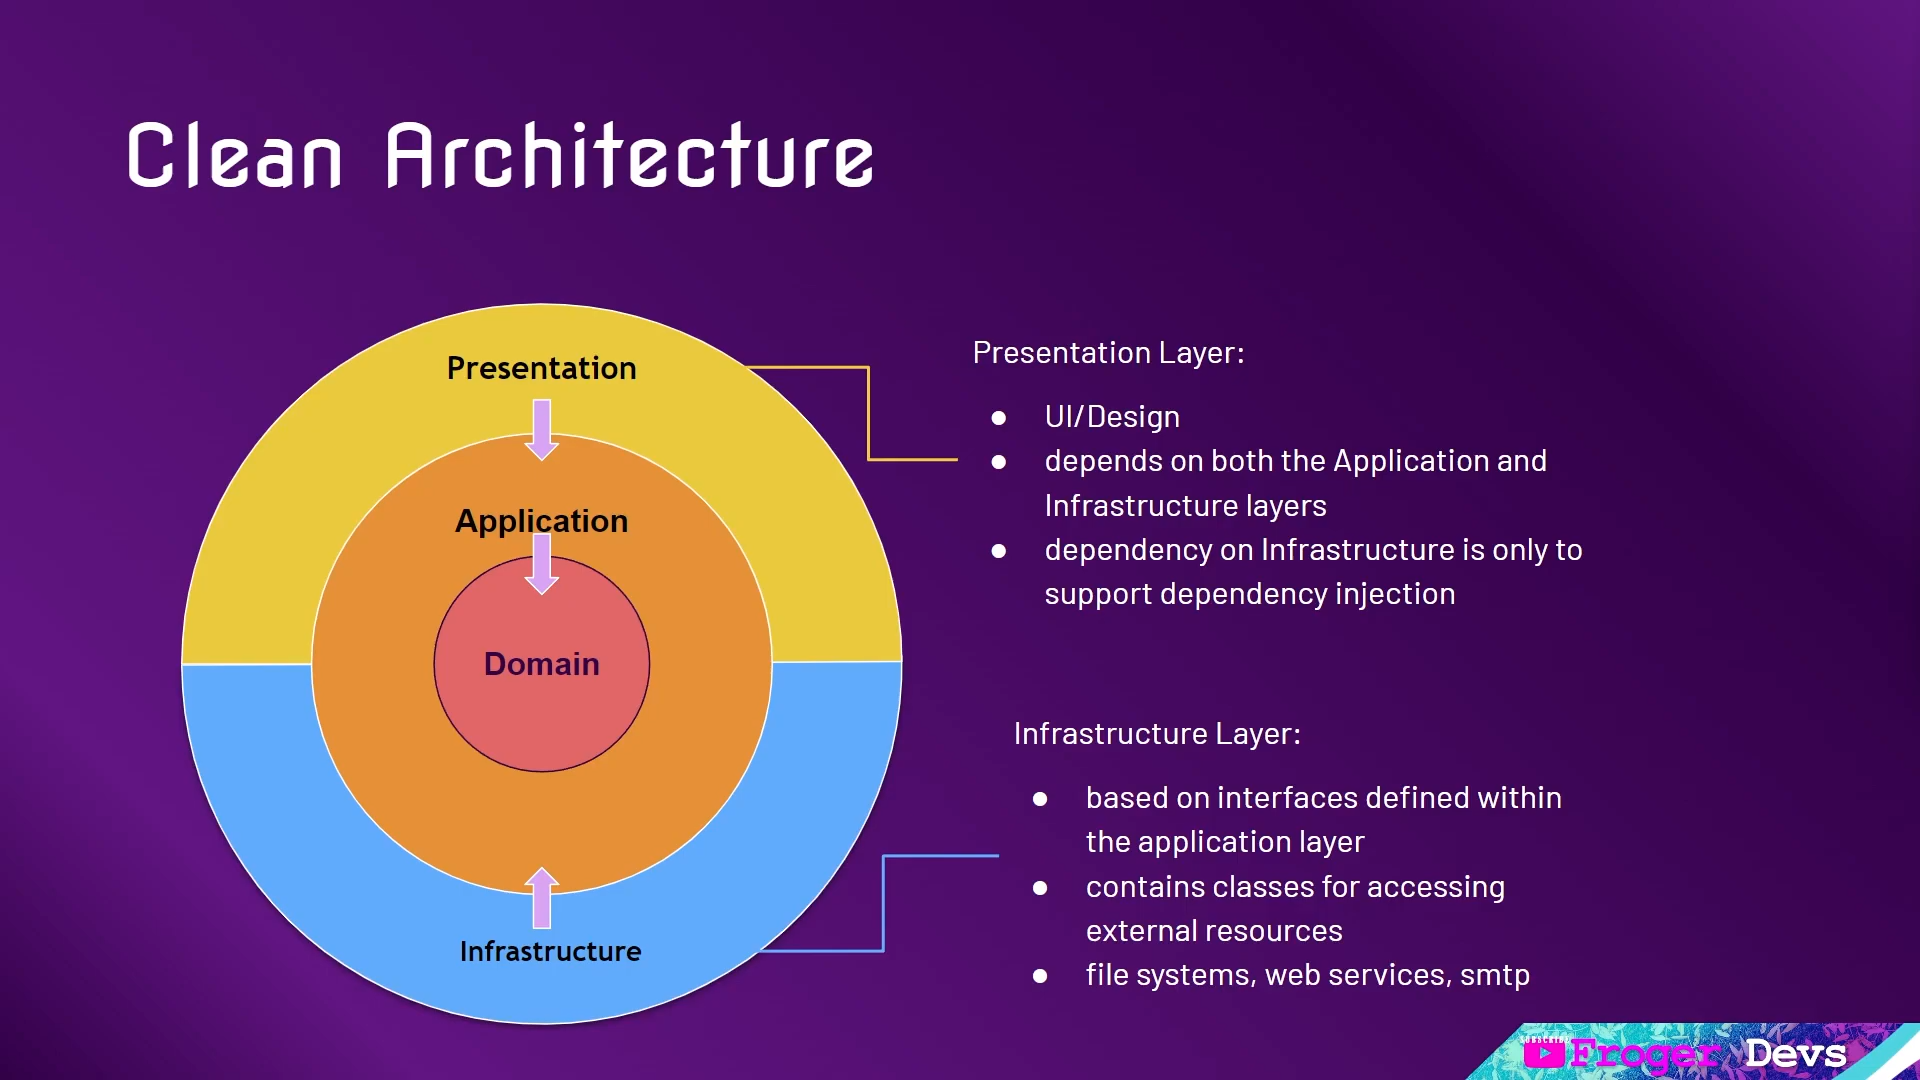 Clean Architecture
Presentation
Application
Domain
Infrastructure
Presentation Layer:
● UI/Design
● depends on both the Application and
Infrastructure layers
● dependency on Infrastructure is only to
support dependency injection
Infrastructure Layer:
● based on interfaces defined within
the application layer
● contains classes for accessing
external resources
● file systems, web services, smtp
SUBSCRIBE
Froger Devs